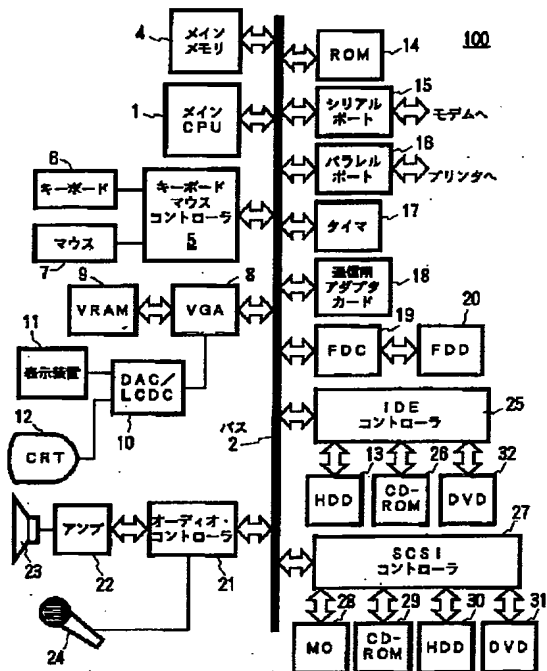 100
4
メイン
メモリ
1
メイン
CPU
6
キーボード
7
マウス
キーボード
マウス
コントローラ
5
9
VRAM
8
VGA
11
表示装置
12
CRT
DAC/
LCDC
10
バス
2
23
アンプ
22
オーディオ・
コントローラ
21
24
ROM
14
シリアル
ポート
15
モデムへ
パラレル
ポート
16
プリンタへ
タイマ
17
通信用
アダプタ
カード
18
19
FDC
20
FDD
IDE
コントローラ
25
13
HDD
26
CD-
ROM
32
DVD
27
SCSI
コントローラ
28
MO
29
CD-
ROM
30
HDD
31
DVD